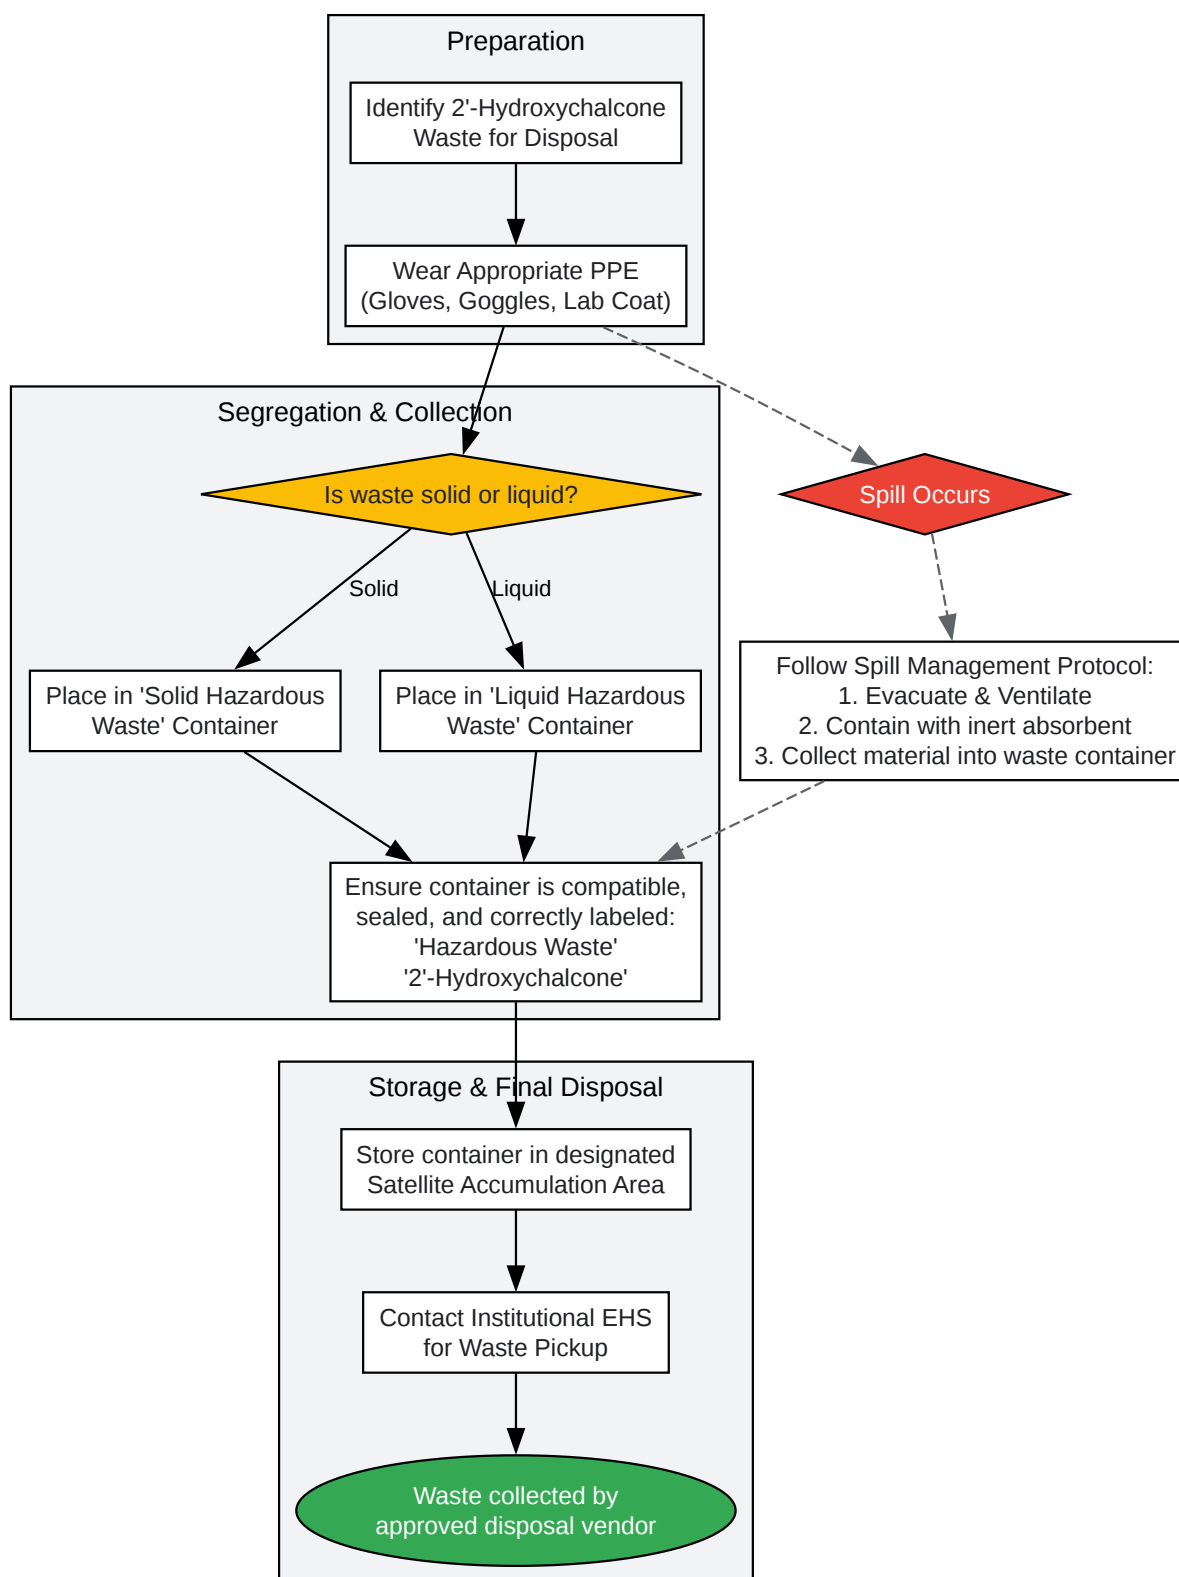 Preparation
Identify 2'-Hydroxychalcone
Waste for Disposal
Wear Appropriate PPE
(Gloves, Goggles, Lab Coat)
Segregation & Collection
Is waste solid or liquid?
Spill Occurs
Solid
Liquid
Place in 'Solid Hazardous
Waste' Container
Place in 'Liquid Hazardous
Waste' Container
Follow Spill Management Protocol:
1. Evacuate & Ventilate
2. Contain with inert absorbent
3. Collect material into waste container
Ensure container is compatible,
sealed, and correctly labeled:
'Hazardous Waste'
'2'-Hydroxychalcone'
Storage & Final Disposal
Store container in designated
Satellite Accumulation Area
Contact Institutional EHS
for Waste Pickup
Waste collected by
approved disposal vendor